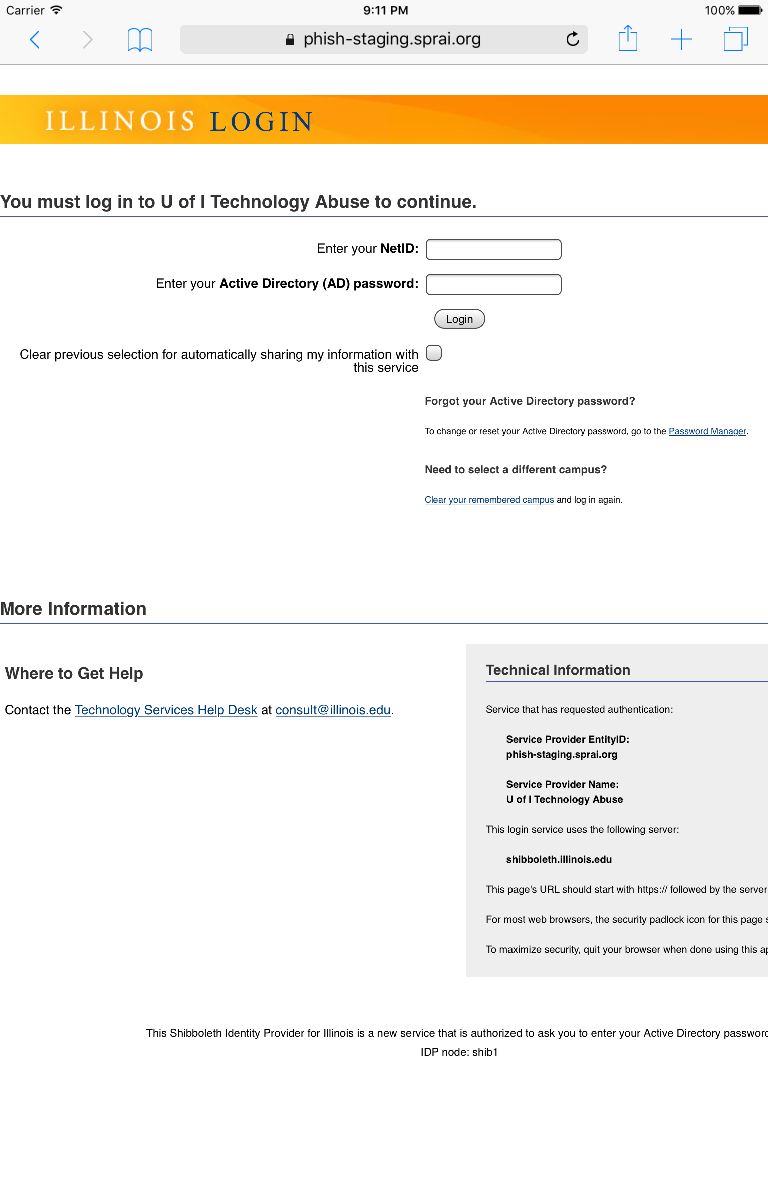 Carrier 9:11 PM 100%
phish-staging.sprai.org
ILLINOIS LOGIN
You must log in to U of I Technology Abuse to continue.
Enter your NetID:
Enter your Active Directory (AD) password:
Login
Clear previous selection for automatically sharing my information with
this service
Forgot your Active Directory password?
To change or reset your Active Directory password, go to the Password Manager.
Need to select a different campus?
Clear your remembered campus and log in again.
More Information
Where to Get Help
Contact the Technology Services Help Desk at consult@illinois.edu.
Technical Information
Service that has requested authentication:
Service Provider EntityID:
phish-staging.sprai.org
Service Provider Name:
U of I Technology Abuse
This login service uses the following server:
shibboleth.illinois.edu
This page's URL should start with https:// followed by the server
For most web browsers, the security padlock icon for this page
To maximize security, quit your browser when done using this
This Shibboleth Identity Provider for Illinois is a new service that is authorized to ask you to enter your Active Directory password
IDP node: shib1